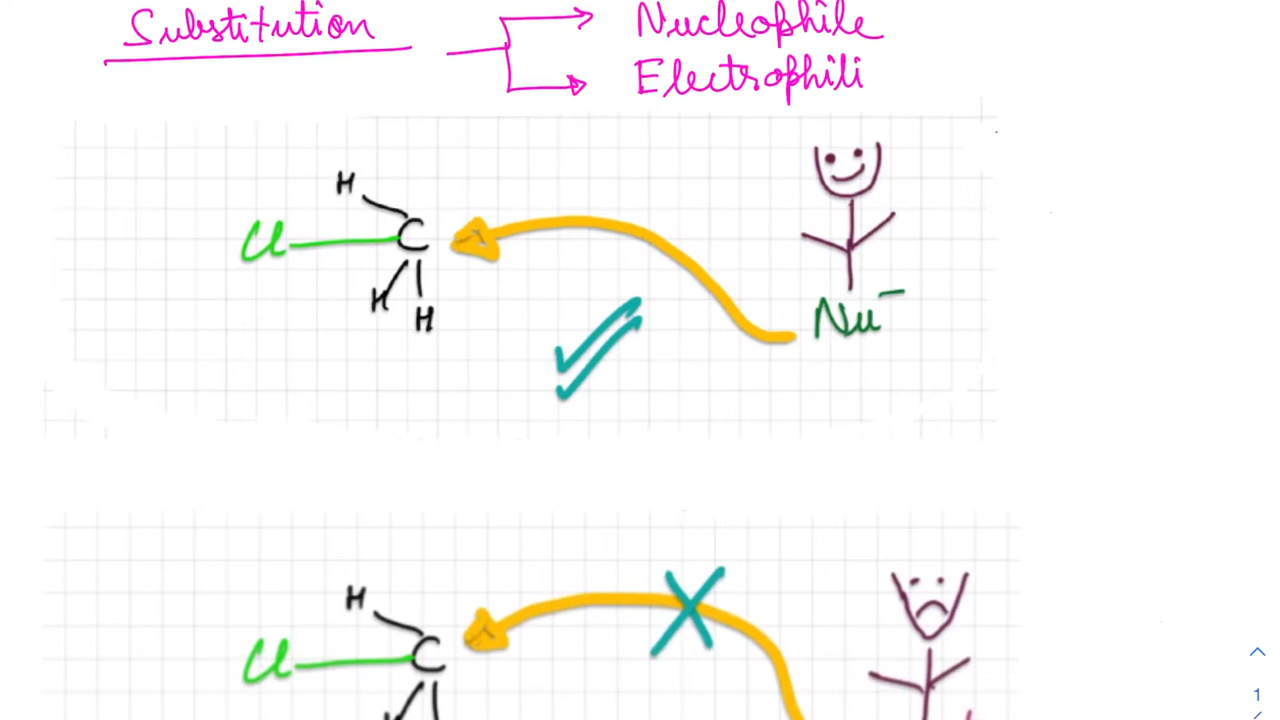 Substitution
Nucleophile
Electrophili
H
Cl C
H
H
Nu⁻
H
Cl C
1